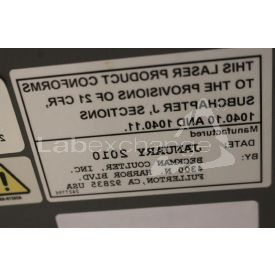 THIS LASER PRODUCT CONFORMS
TO THE PROVISIONS OF 21 CFR,
SUBCHAPTER J, SECTIONS
1040.10 AND 1040.11.
Manufactured
DATE: JANUARY 2010
BY: BECKMAN COULTER, INC.
4300 N. HARBOR BLVD.
FULLERTON, CA 92835 USA
Labexchange